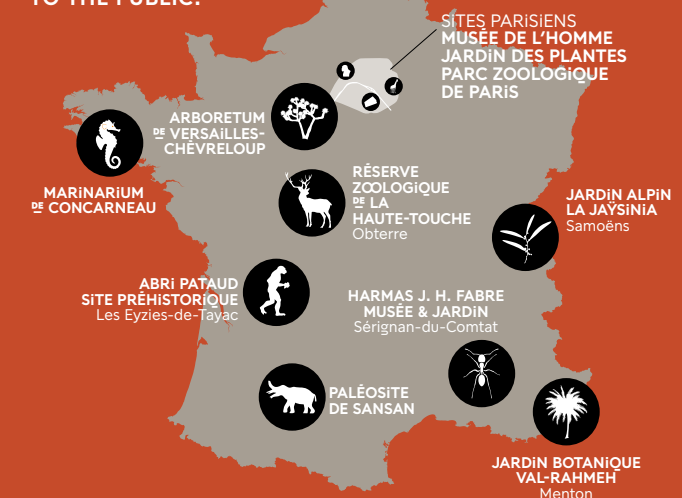 TO THE PUBLIC:
SiTES PARiSiENS
MUSÉE DE L'HOMME
JARDiN DES PLANTES
PARC ZOOLOGiQUE
DE PARiS
ARBORETUM
DE VERSAiLLES-
CHÈVRELOUP
MARiNARiUM
DE CONCARNEAU
RÉSERVE
ZOOLOGiQUE
DE LA
HAUTE-TOUCHE
Obterre
JARDiN ALPiN
LA JAŸSiNiA
Samoëns
ABRi PATAUD
SiTE PRÉHiSTORiQUE
Les Eyzies-de-Tayac
HARMAS J. H. FABRE
MUSÉE & JARDiN
Sérignan-du-Comtat
PALÉOSiTE
DE SANSAN
JARDiN BOTANiQUE
VAL-RAHMEH
Menton